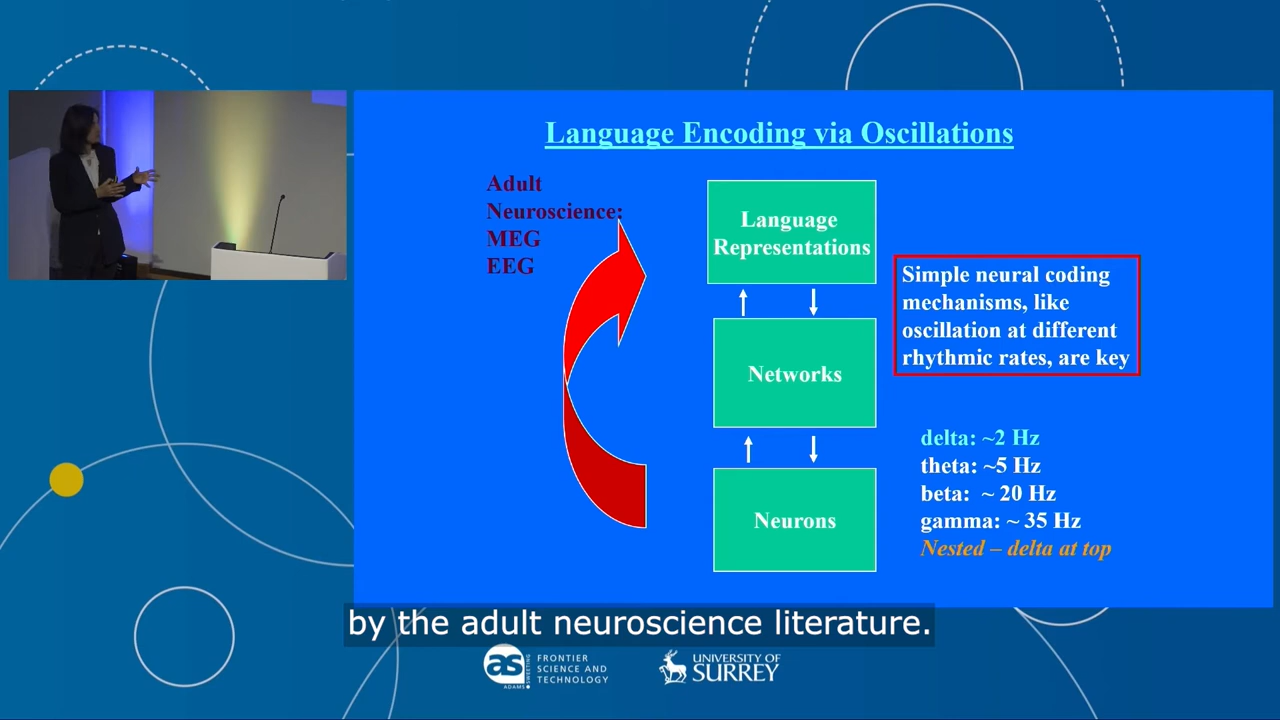 Language Encoding via Oscillations
Adult
Neuroscience:
MEG
EEG
Language
Representations
Networks
Neurons
Simple neural coding
mechanisms, like
oscillation at different
rhythmic rates, are key
delta: ~2 Hz
theta: ~5 Hz
beta: ~ 20 Hz
gamma: ~ 35 Hz
Nested – delta at top
by the adult neuroscience literature.
as
ADAMS
SWEETING
FRONTIER
SCIENCE AND
TECHNOLOGY
UNIVERSITY OF
SURREY